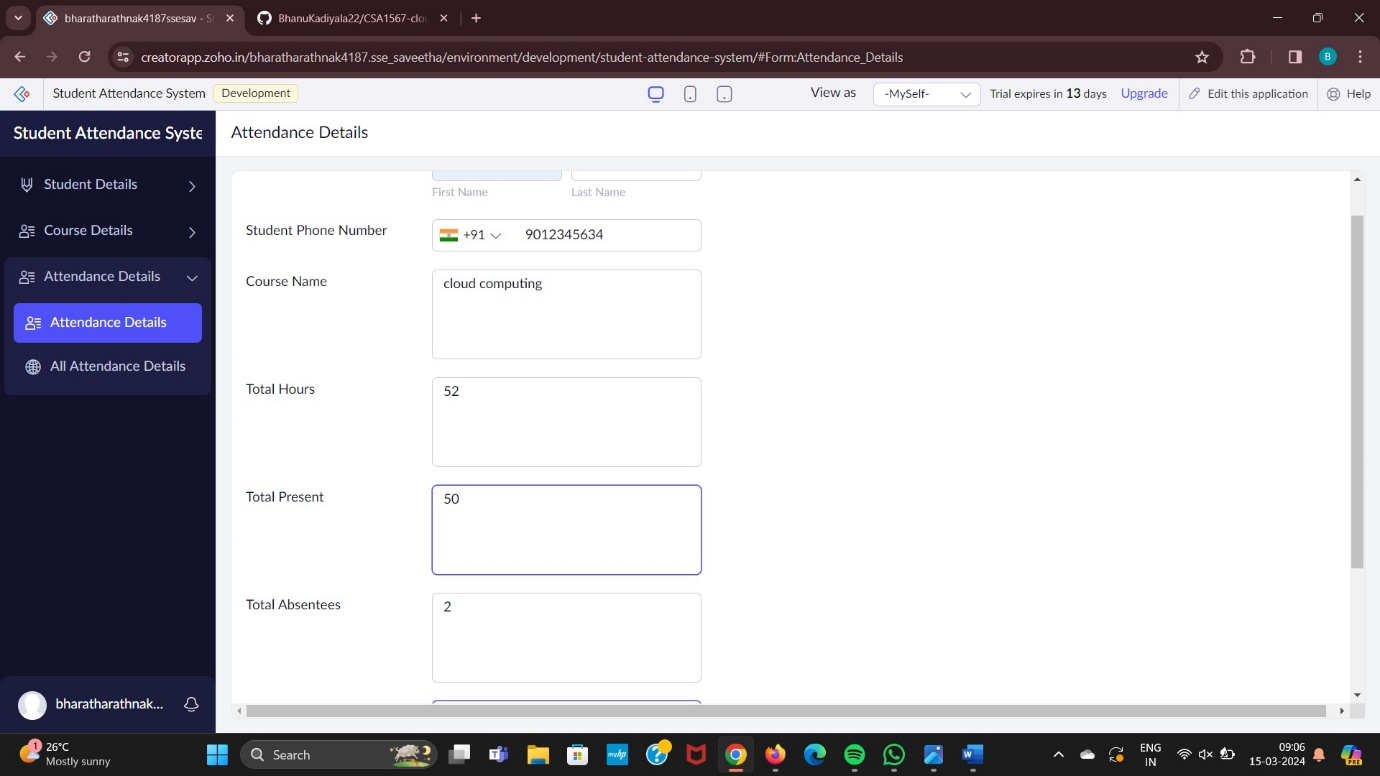 bharatharathnak4187ssesav - S
BhanuKadiyala22/CSA1567-clo
creatorapp.zoho.in/bharatharathnak4187.sse_saveetha/environment/development/student-attendance-system/#Form:Attendance_Details
B
Student Attendance System
Development
View as
-MySelf-
Trial expires in 13 days
Upgrade
Edit this application
Help
Student Attendance Syste
Attendance Details
Student Details
Course Details
Attendance Details
Attendance Details
All Attendance Details
First Name
Last Name
Student Phone Number
+91
9012345634
Course Name
cloud computing
Total Hours
52
Total Present
50
Total Absentees
2
bharatharathnak...
1
26°C
Mostly sunny
Search
myhp
ENG
IN
09:06
15-03-2024
PRE